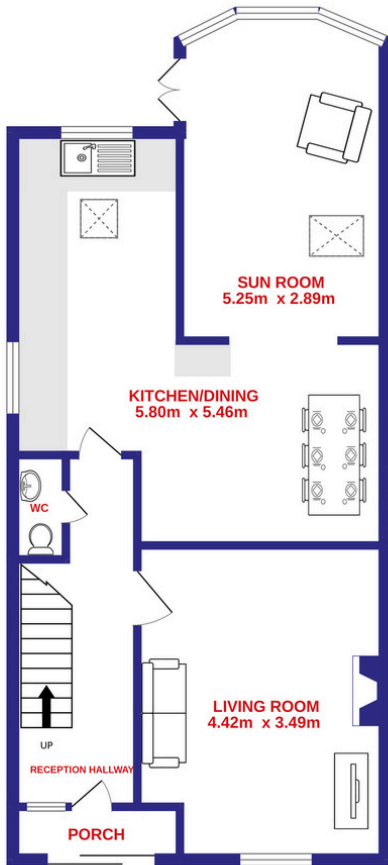 SUN ROOM
5.25m x 2.89m
KITCHEN/DINING
5.80m x 5.46m
WC
LIVING ROOM
4.42m x 3.49m
UP
RECEPTION HALLWAY
PORCH